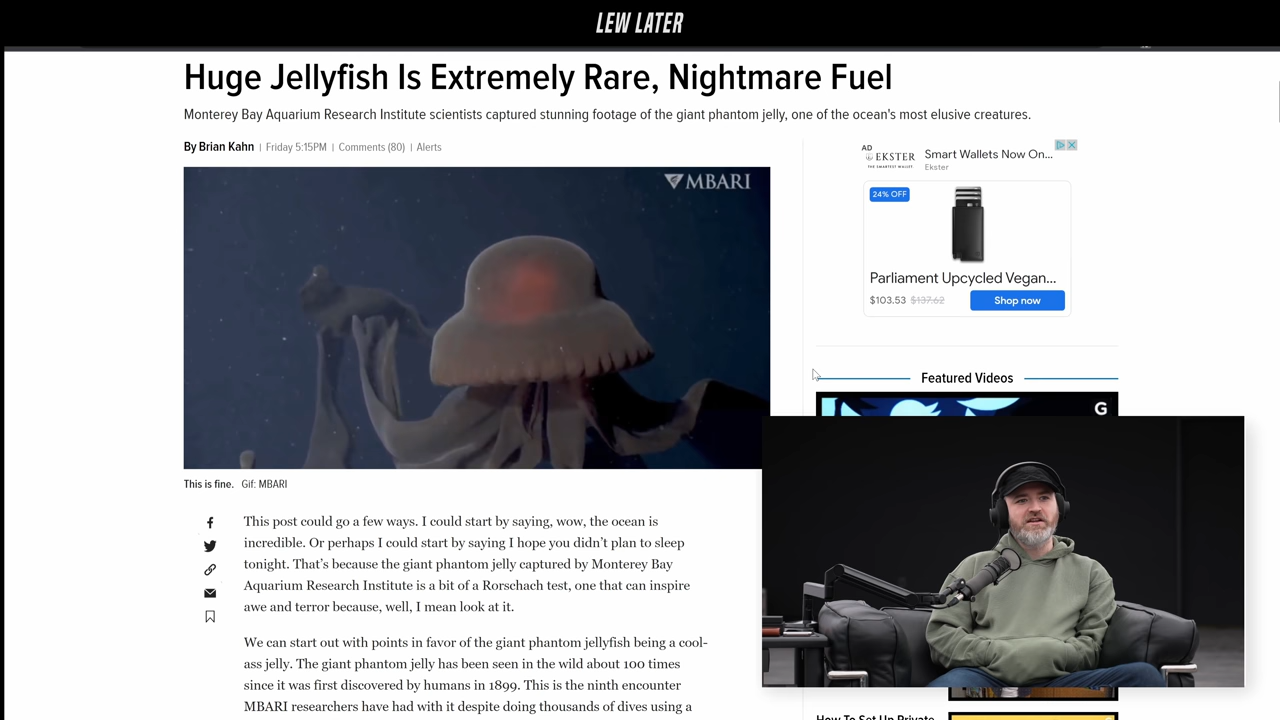 LEW LATER
Huge Jellyfish Is Extremely Rare, Nightmare Fuel
Monterey Bay Aquarium Research Institute scientists captured stunning footage of the giant phantom jelly, one of the ocean's most elusive creatures.
By Brian Kahn | Friday 5:15PM | Comments (80) | Alerts
MBARI
This is fine. Gif: MBARI
This post could go a few ways. I could start by saying, wow, the ocean is
incredible. Or perhaps I could start by saying I hope you didn't plan to sleep
tonight. That's because the giant phantom jelly captured by Monterey Bay
Aquarium Research Institute is a bit of a Rorschach test, one that can inspire
awe and terror because, well, I mean look at it.
We can start out with points in favor of the giant phantom jellyfish being a cool-
ass jelly. The giant phantom jelly has been seen in the wild about 100 times
since it was first discovered by humans in 1899. This is the ninth encounter
MBARI researchers have had with it despite doing thousands of dives using a
AD
EKSTER
THE SMARTEST WALLET.
Smart Wallets Now On...
Ekster
24% OFF
Parliament Upcycled Vegan...
$103.53 $137.62
Shop now
Featured Videos
G
How To Set Up Private